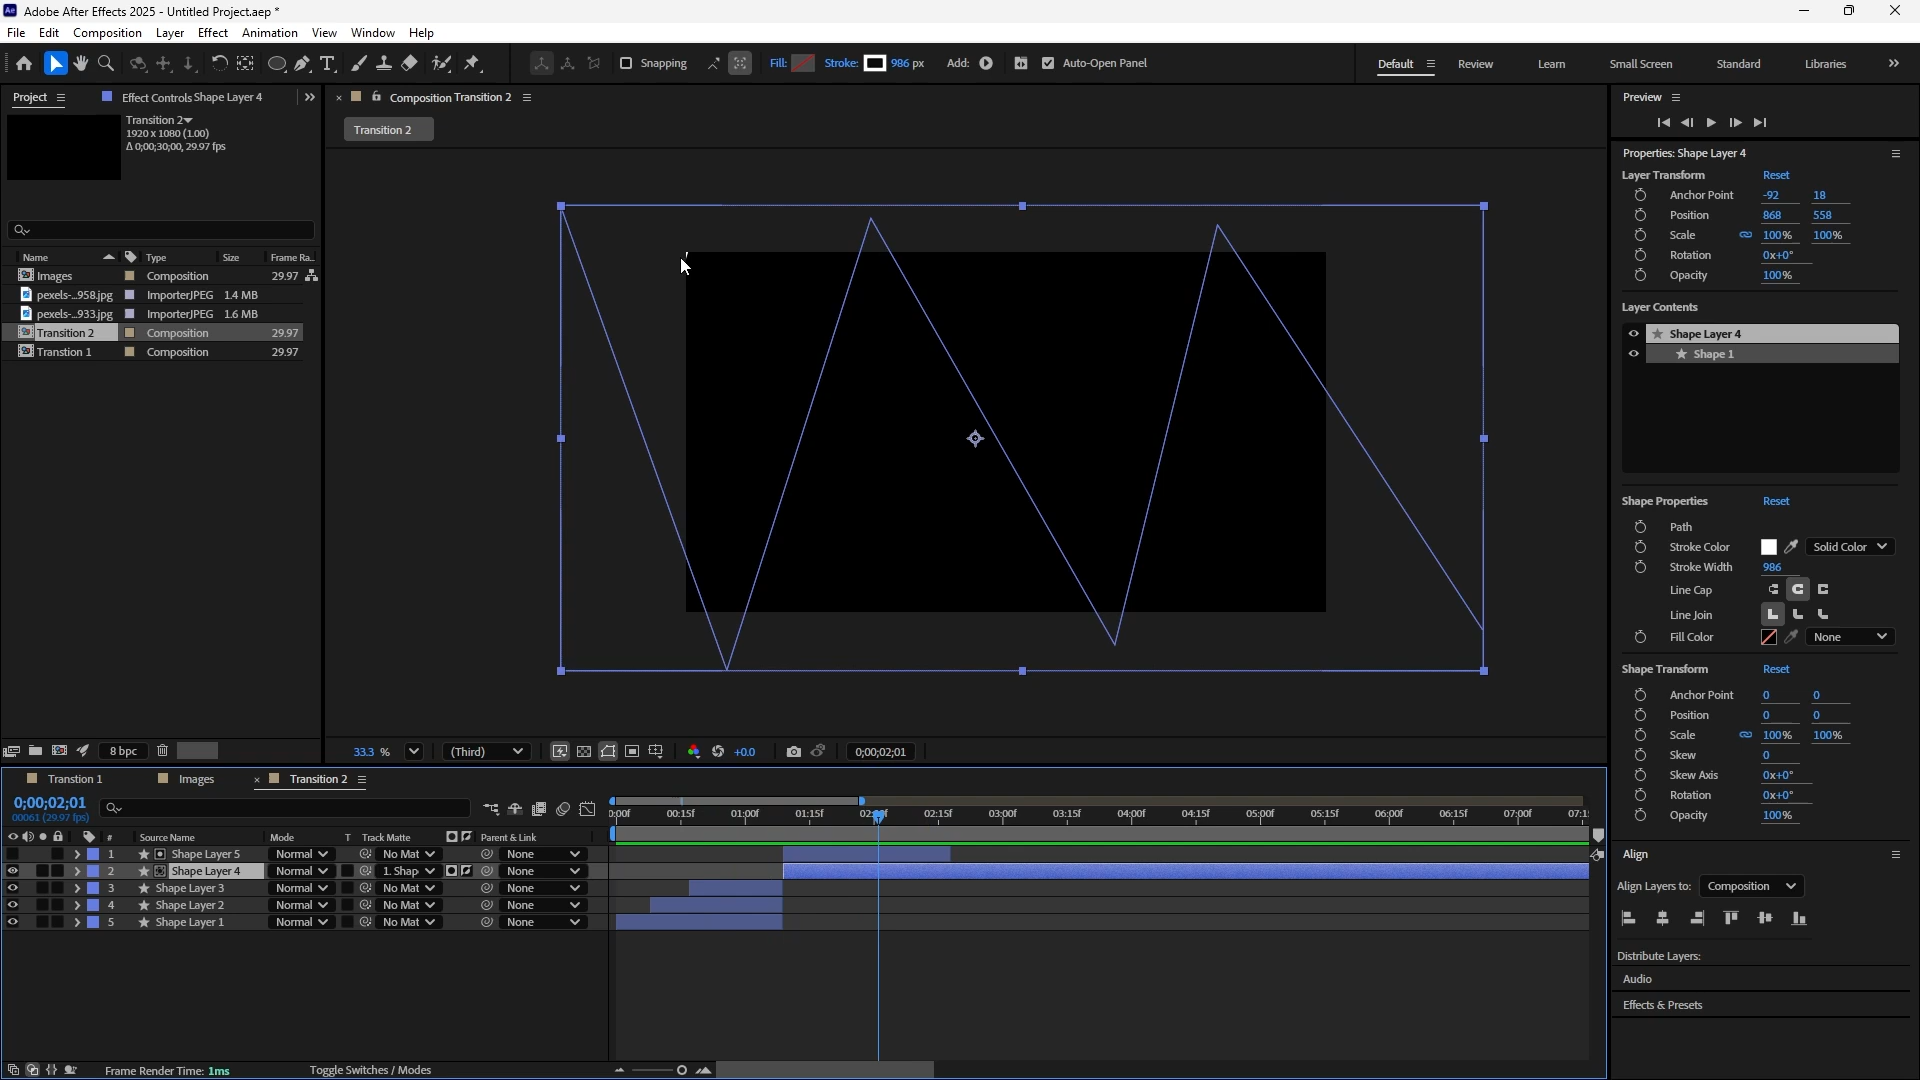 Adobe After Effects 2025 - Untitled Project.aep *
File Edit Composition Layer Effect Animation View Window Help
Snapping Fill: Stroke: 986 px Add: Auto-Open Panel Default Review Learn Small Screen Standard Libraries
Project Effect Controls Shape Layer 4
Composition Transition 2
Transition 2
Transition 2
1920 x 1080 (1.00)
Δ 0;00;30;00, 29.97 fps
Name Type Size Frame Ra..
Images Composition 29.97
pexels-...958.jpg ImporterJPEG 1.4 MB
pexels-...933.jpg ImporterJPEG 1.6 MB
Transition 2 Composition 29.97
Transtion 1 Composition 29.97
8 bpc
33.3 % (Third) +0.0 0;00;02;01
Preview
Properties: Shape Layer 4
Layer Transform Reset
Anchor Point -92 18
Position 868 558
Scale 100% 100%
Rotation 0x+0°
Opacity 100%
Layer Contents
Shape Layer 4
Shape 1
Shape Properties Reset
Path
Stroke Color Solid Color
Stroke Width 986
Line Cap
Line Join
Fill Color None
Shape Transform Reset
Anchor Point 0 0
Position 0 0
Scale 100% 100%
Skew 0
Skew Axis 0x+0°
Rotation 0x+0°
Opacity 100%
Align
Align Layers to: Composition
Distribute Layers:
Audio
Effects & Presets
Transtion 1 Images Transition 2
0;00;02;01
00061 (29.97 fps)
00:15f 01:00f 01:15f 02:15f 03:00f 03:15f 04:00f 04:15f 05:00f 05:15f 06:00f 06:15f 07:00f
# Source Name Mode T Track Matte Parent & Link
1 Shape Layer 5 Normal No Mat None
2 Shape Layer 4 Normal 1. Shap None
3 Shape Layer 3 Normal No Mat None
4 Shape Layer 2 Normal No Mat None
5 Shape Layer 1 Normal No Mat None
Frame Render Time: 1ms Toggle Switches / Modes